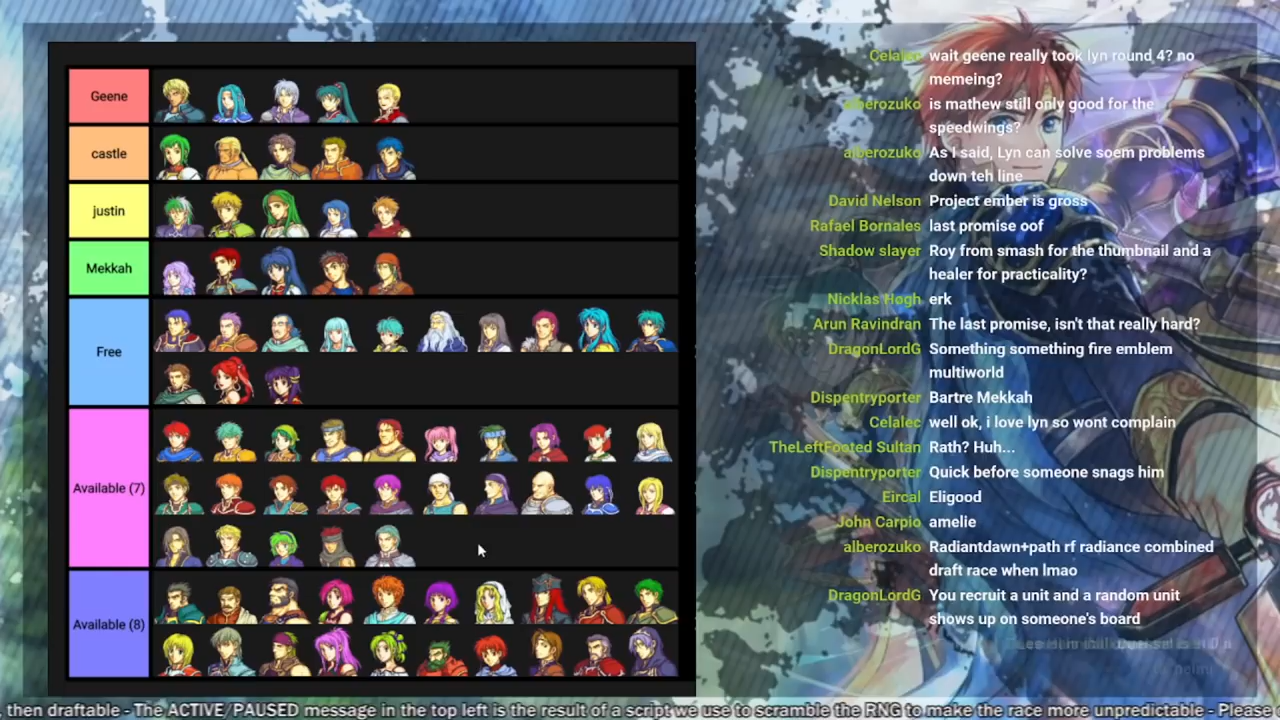 Geene
castle
justin
Mekkah
Free
Available (7)
Available (8)
Celalec wait geene really took lyn round 4? no
memeing?
alberozuko is mathew still only good for the
speedwings?
alberozuko As I said, Lyn can solve soem problems
down teh line
David Nelson Project ember is gross
Rafael Bornales last promise oof
Shadow slayer Roy from smash for the thumbnail and a
healer for practicality?
Nicklas Høgh erk
Arun Ravindran The last promise, isn't that really hard?
DragonLordG Something something fire emblem
multiworld
Dispentryporter Bartre Mekkah
Celalec well ok, i love lyn so wont complain
TheLeftFooted Sultan Rath? Huh...
Dispentryporter Quick before someone snags him
Eircal Eligood
John Carpio amelie
alberozuko Radiantdawn+path rf radiance combined
draft race when lmao
DragonLordG You recruit a unit and a random unit
shows up on someone's board
, then draftable - The ACTIVE/PAUSED message in the top left is the result of a script we use to scramble the RNG to make the race more unpredictable - Please